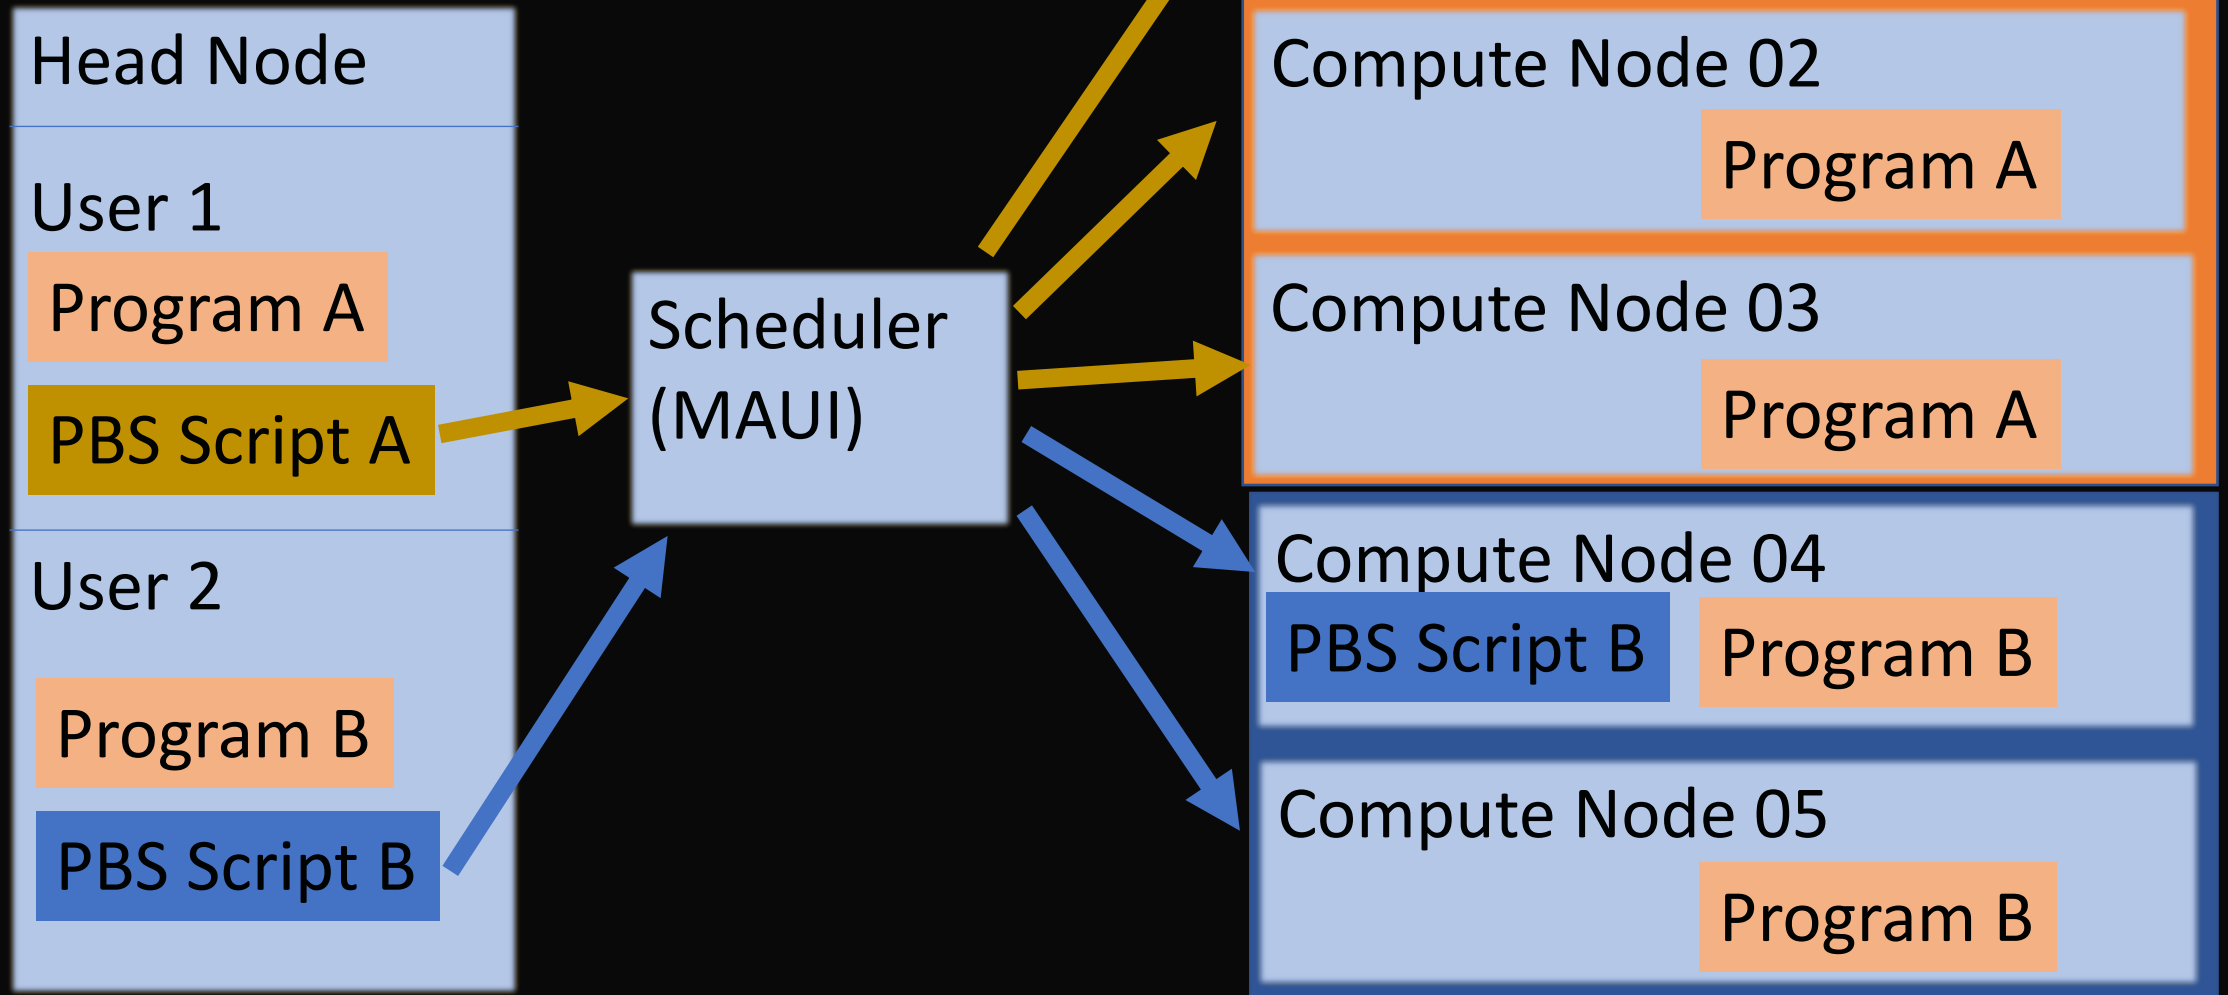 Head Node
User 1
Program A
PBS Script A
User 2
Program B
PBS Script B
Scheduler
(MAUI)
Compute Node 02
Program A
Compute Node 03
Program A
Compute Node 04
PBS Script B
Program B
Compute Node 05
Program B